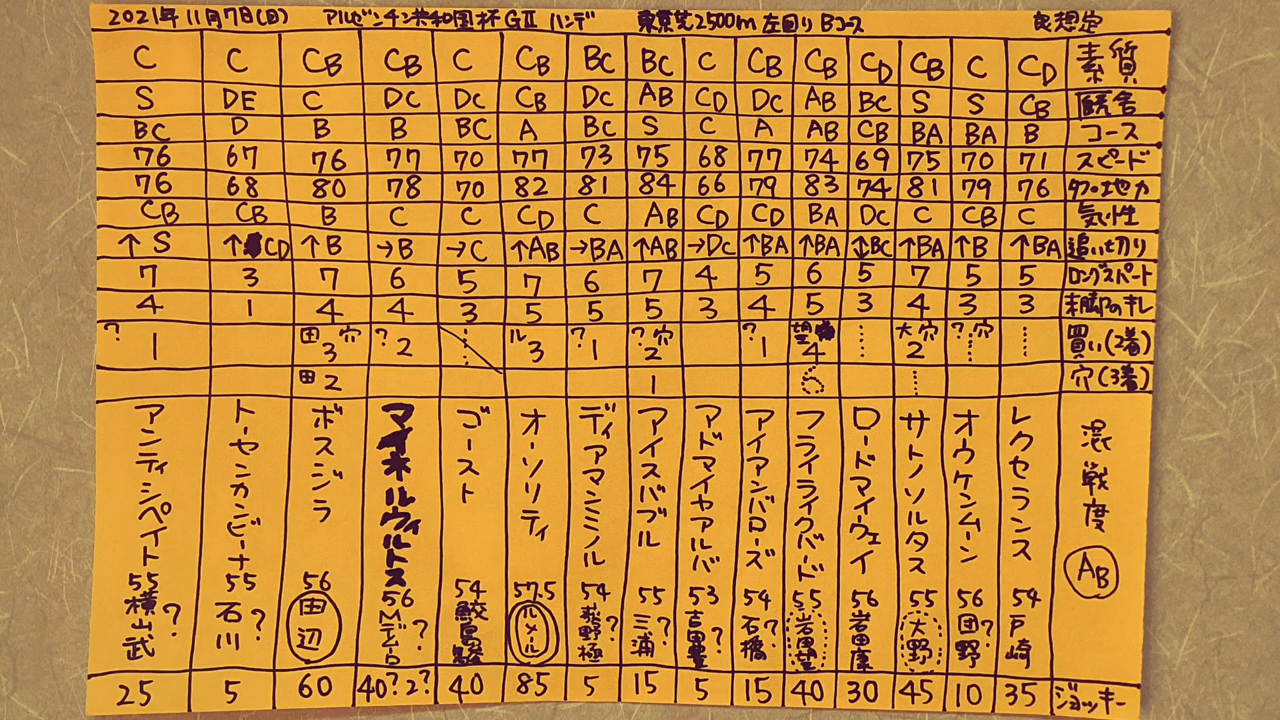 2021年11月7日(日) アルゼンチン共和国杯 GⅡ ハンデ 東京芝2500m 左回り Bコース 良想定
C C CB CB C CB BC BC C CB CB CD CB C CD 素質
S DE C DC DC CB DC AB CD DC AB BC S S CB 厩舎
BC D B B BC A BC S C A AB CB BA BA B コース
76 67 76 77 70 77 73 75 68 77 74 69 75 70 71 スピード
76 68 80 78 70 82 81 84 66 79 83 74 81 79 76 タフ・地力
CB CB B C C CD C AB CD CD BA DC C CB C 気性
↑S ↑CD ↑B →B →C ↑AB →BA ↑AB →DC ↑BA ↑BA ↕BC ↑BA ↑B ↑BA 追い切り
7 3 7 6 5 7 6 7 4 5 6 5 7 5 5 ロングスパート
4 1 4 4 3 5 5 5 3 4 5 3 4 3 3 末脚のキレ
?1 田穴3 ?2 ル3 ?1 ?穴2 ?1 望4 大穴2 ?穴 買い(2着)
田2 1 6 穴(3着)
アンティシペイト トーセンカンビーナ ボスジラ マイネルウィルトス ゴースト オーソリティ ディアマンミノル アイスバブル アドマイヤアルバ アイアンバローズ フライライクバード ロードマイウェイ サトノソルタス オウケンムーン レクセランス 混戦度 AB
55 横山武? 55 石川? 56 田辺 56 Mデムーロ? 54 鮫島駿 57.5 ルメール 54 荻野極? 55 三浦? 53 吉田豊? 54 石橋? 55 岩田望 56 岩田康 55 大野 56 団野? 54 戸崎
25 5 60 40?2? 40 85 5 15 5 15 40 30 45 10 35 ジョッキー